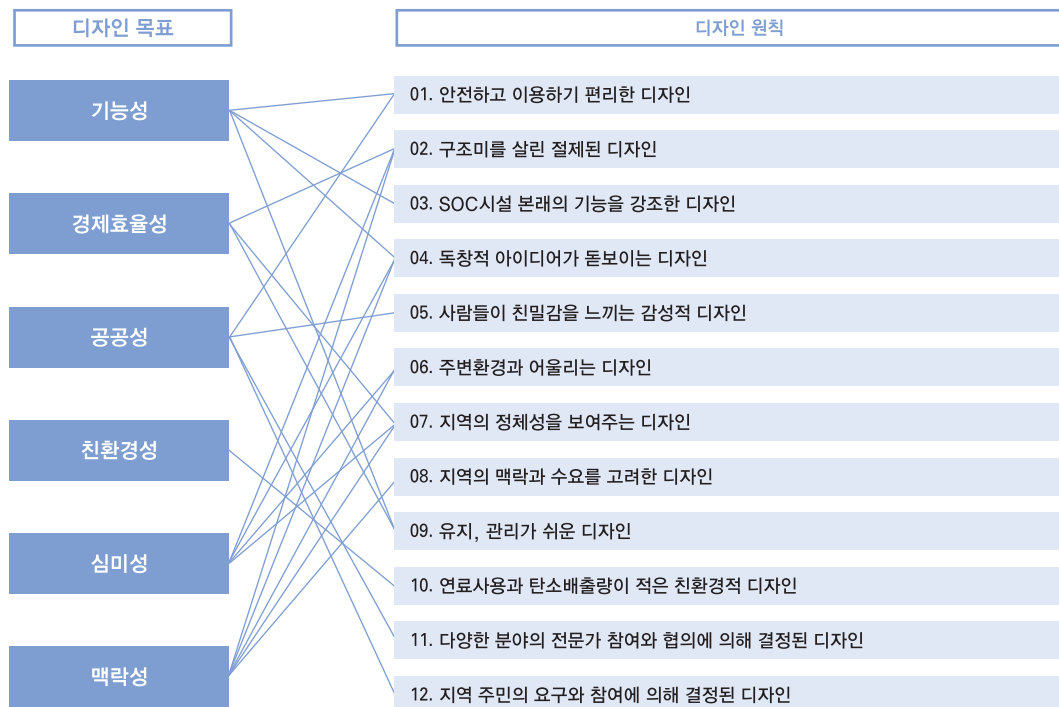 디자인 목표
디자인 원칙
기능성
경제효율성
공공성
친환경성
심미성
맥락성
01. 안전하고 이용하기 편리한 디자인
02. 구조미를 살린 절제된 디자인
03. SOC시설 본래의 기능을 강조한 디자인
04. 독창적 아이디어가 돋보이는 디자인
05. 사람들이 친밀감을 느끼는 감성적 디자인
06. 주변환경과 어울리는 디자인
07. 지역의 정체성을 보여주는 디자인
08. 지역의 맥락과 수요를 고려한 디자인
09. 유지, 관리가 쉬운 디자인
10. 연료사용과 탄소배출량이 적은 친환경적 디자인
11. 다양한 분야의 전문가 참여와 협의에 의해 결정된 디자인
12. 지역 주민의 요구와 참여에 의해 결정된 디자인